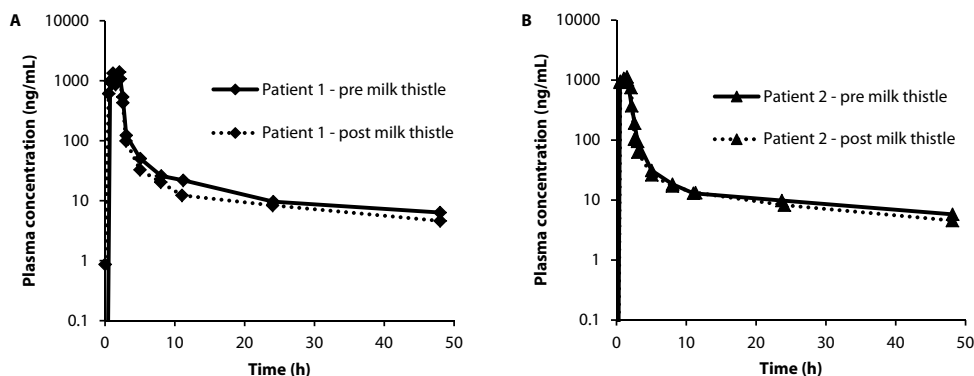 A
Plasma concentration (ng/mL)
10000
1000
100
10
1
0.1
0
10
20
30
40
50
Time (h)
Patient 1 - pre milk thistle
Patient 1 - post milk thistle
B
Plasma concentration (ng/mL)
10000
1000
100
10
1
0.1
0
10
20
30
40
50
Time (h)
Patient 2 - pre milk thistle
Patient 2 - post milk thistle